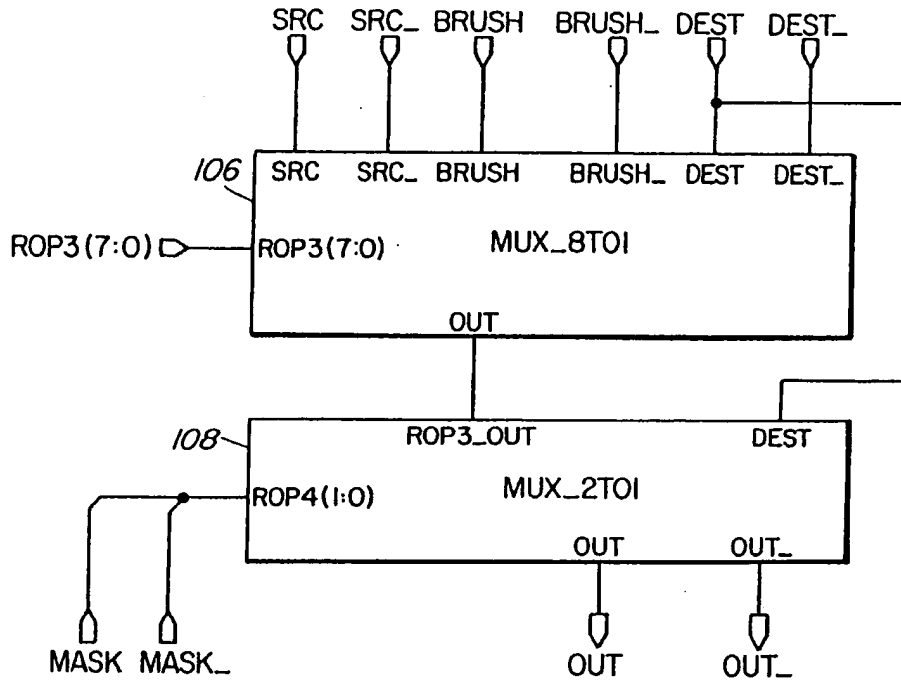 SRC SRC_ BRUSH BRUSH_ DEST DEST_
106
SRC SRC_ BRUSH BRUSH_ DEST DEST_
ROP3(7:0) ROP3(7:0) MUX_8TO1
OUT
108
ROP3_OUT DEST
ROP4(1:0) MUX_2TO1
OUT OUT_
MASK MASK_ OUT OUT_